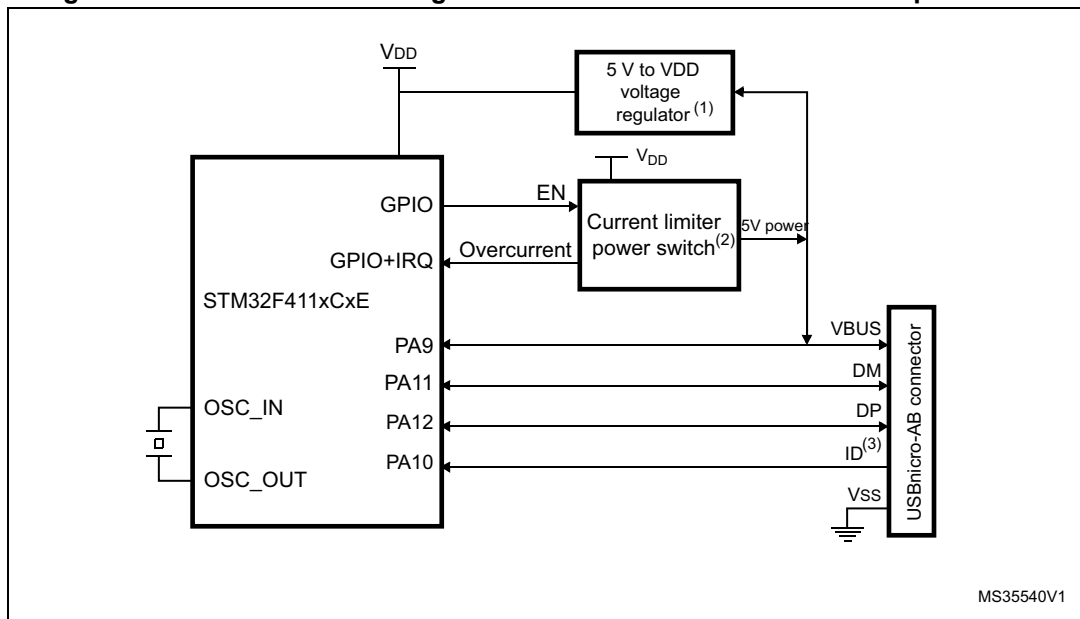 VDD
5 V to VDD
voltage
regulator (1)
VDD
GPIO
EN
Current limiter
power switch(2)
5V power
GPIO+IRQ
Overcurrent
STM32F411xCxE
PA9
VBUS
PA11
DM
OSC_IN
PA12
DP
PA10
ID(3)
OSC_OUT
VSS
USBnicro-AB connector
MS35540V1